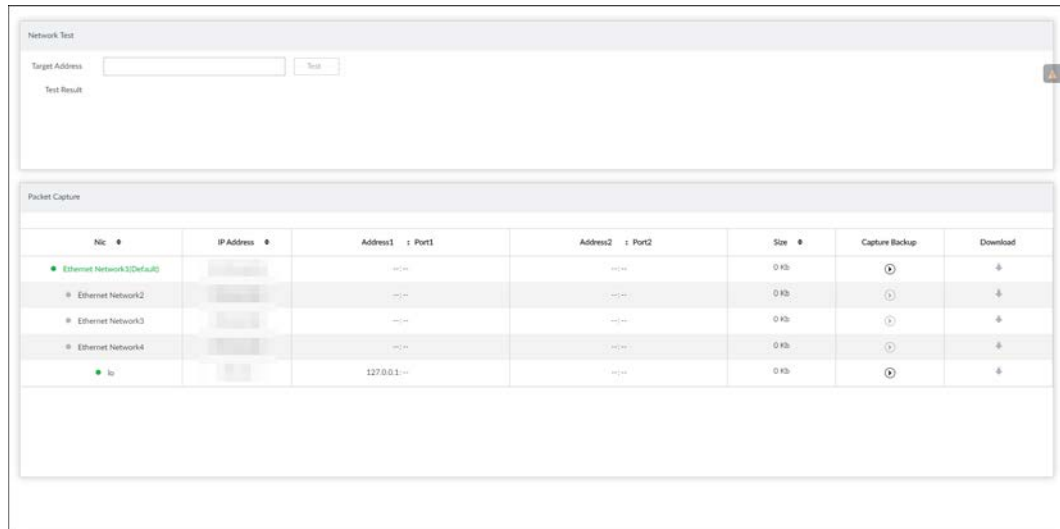 Network Test
Target Address
Test
Test Result
Packet Capture
Nic IP Address Address1 : Port1 Address2 : Port2 Size Capture Backup Download
Ethernet Network1(Default) --:-- --:-- 0 Kb
Ethernet Network2 --:-- --:-- 0 Kb
Ethernet Network3 --:-- --:-- 0 Kb
Ethernet Network4 --:-- --:-- 0 Kb
lo 127.0.0.1:-- --:-- 0 Kb